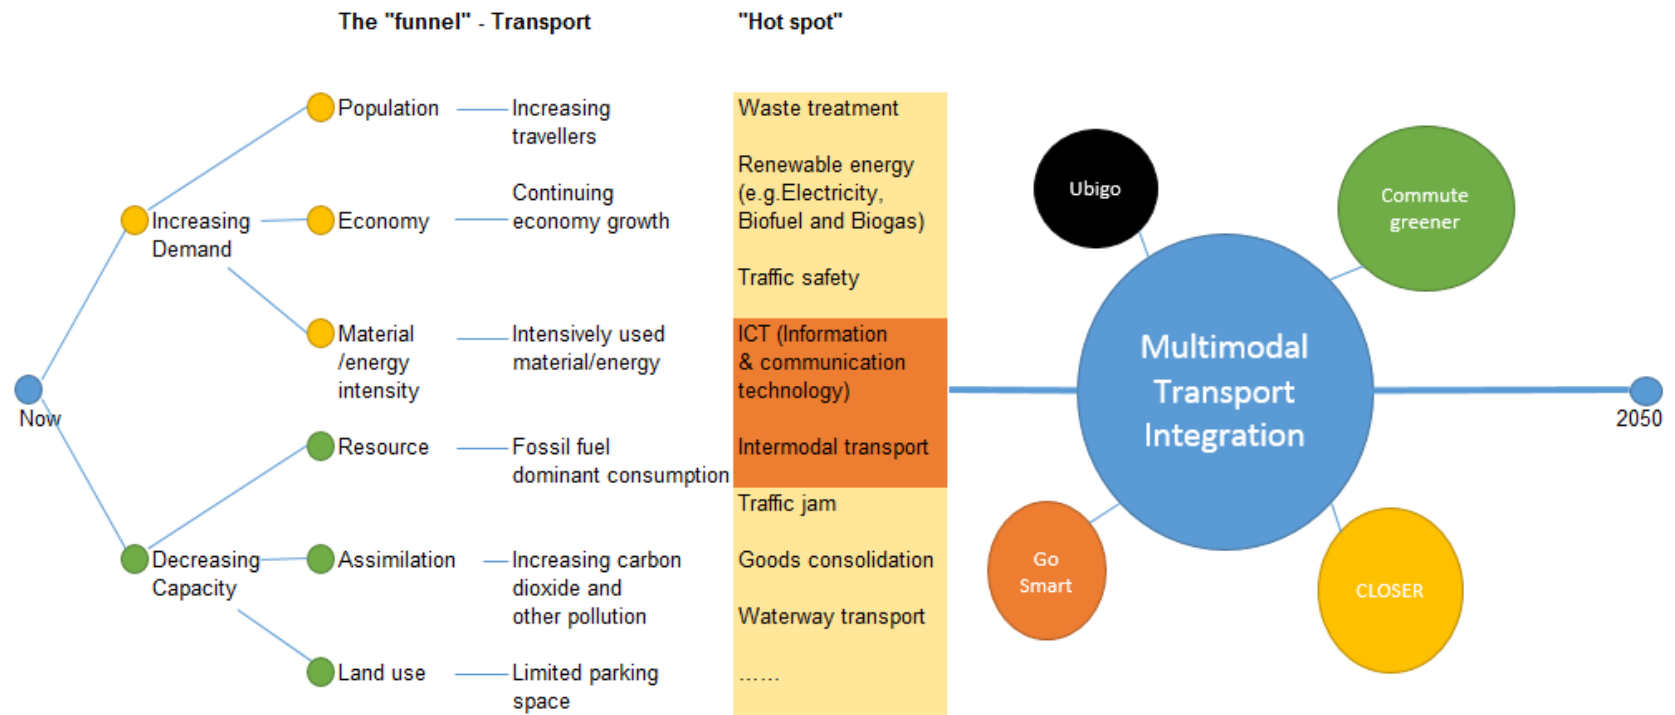 The "funnel" - Transport
"Hot spot"
Now
Increasing
Demand
Decreasing
Capacity
Population
Economy
Material
/energy
intensity
Resource
Assimilation
Land use
Increasing
travellers
Continuing
economy growth
Intensively used
material/energy
Fossil fuel
dominant consumption
Increasing carbon
dioxide and
other pollution
Limited parking
space
Waste treatment
Renewable energy
(e.g.Electricity,
Biofuel and Biogas)
Traffic safety
ICT (Information
& communication
technology)
Intermodal transport
Traffic jam
Goods consolidation
Waterway transport
......
Ubigo
Commute
greener
Multimodal
Transport
Integration
Go
Smart
CLOSER
2050